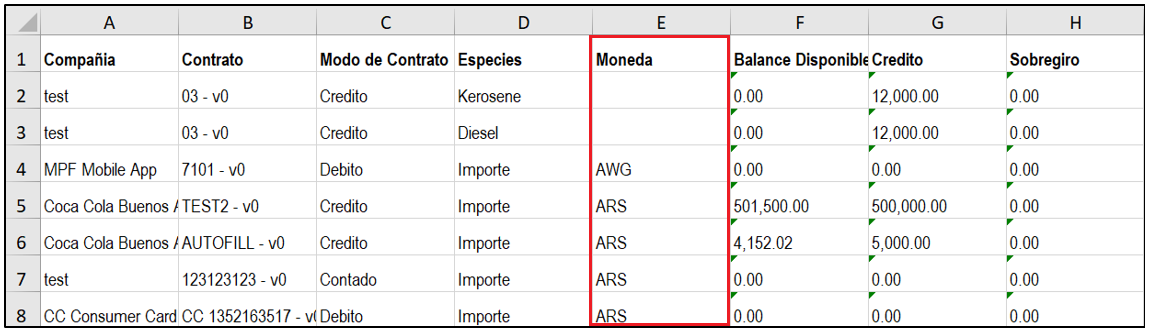 A B C D E F G H
1 Compañia Contrato Modo de Contrato Especies Moneda Balance Disponible Credito Sobregiro
2 test 03 - v0 Credito Kerosene 0.00 12,000.00 0.00
3 test 03 - v0 Credito Diesel 0.00 12,000.00 0.00
4 MPF Mobile App 7101 - v0 Debito Importe AWG 0.00 0.00 0.00
5 Coca Cola Buenos A TEST2 - v0 Credito Importe ARS 501,500.00 500,000.00 0.00
6 Coca Cola Buenos A AUTOFILL - v0 Credito Importe ARS 4,152.02 5,000.00 0.00
7 test 123123123 - v0 Contado Importe ARS 0.00 0.00 0.00
8 CC Consumer Card CC 1352163517 - v( Debito Importe ARS 0.00 0.00 0.00